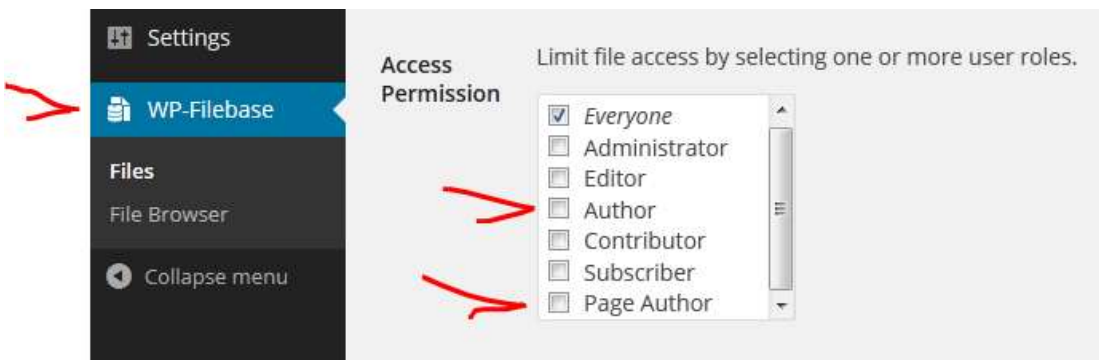 Settings
WP-Filebase
Files
File Browser
Collapse menu
Access
Permission
Limit file access by selecting one or more user roles.
Everyone
Administrator
Editor
Author
Contributor
Subscriber
Page Author